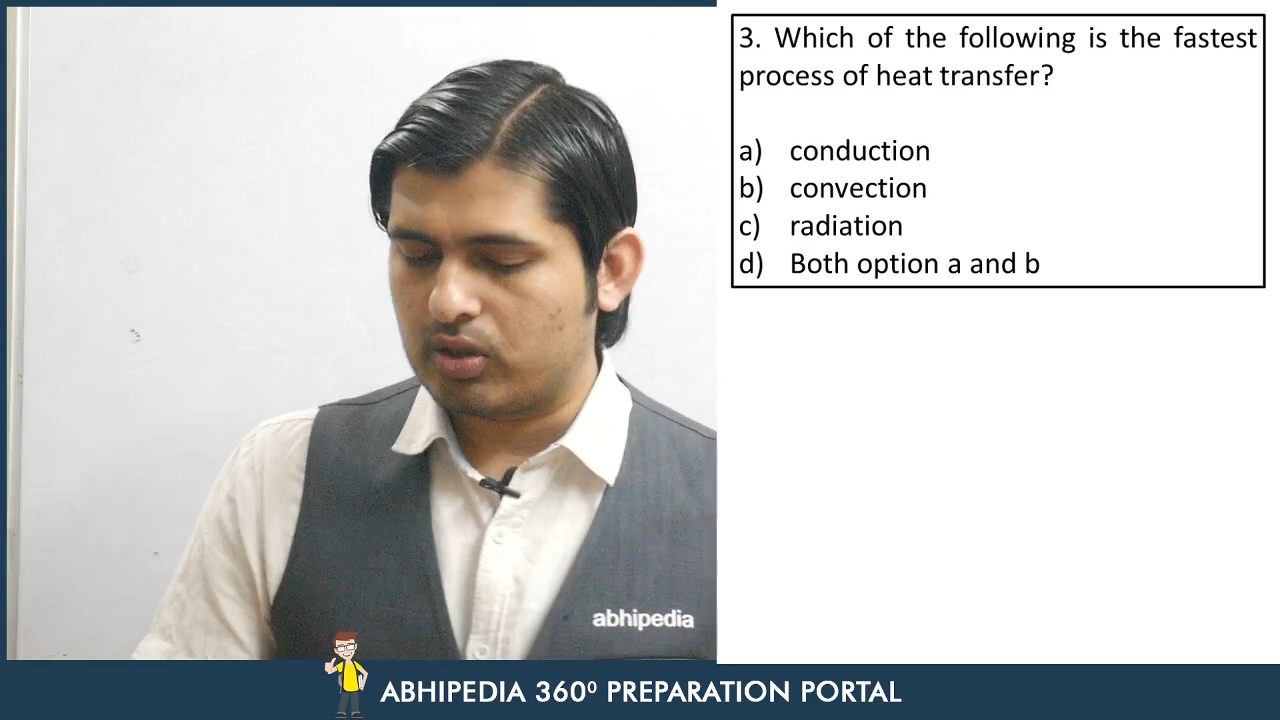 3. Which of the following is the fastest
process of heat transfer?
a) conduction
b) convection
c) radiation
d) Both option a and b
abhipedia
ABHIPEDIA 360⁰ PREPARATION PORTAL